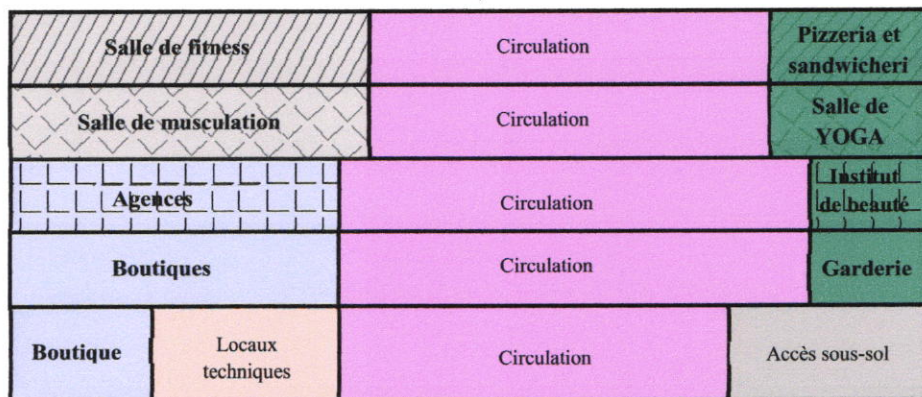 Salle de fitness
Circulation
Pizzeria et
sandwicheri
Salle de musculation
Circulation
Salle de
YOGA
Agences
Circulation
Institut
de beauté
Boutiques
Circulation
Garderie
Boutique
Locaux
techniques
Circulation
Accès sous-sol